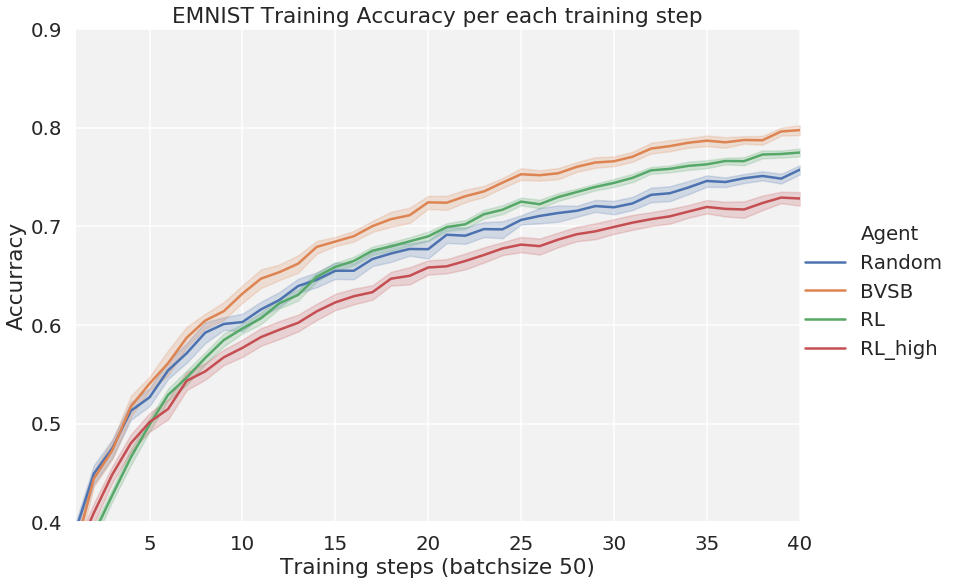 EMNIST Training Accuracy per each training step
0.9
0.8
0.7
0.6
0.5
0.4
Accurracy
5 10 15 20 25 30 35 40
Training steps (batchsize 50)
Agent
Random
BVSB
RL
RL_high